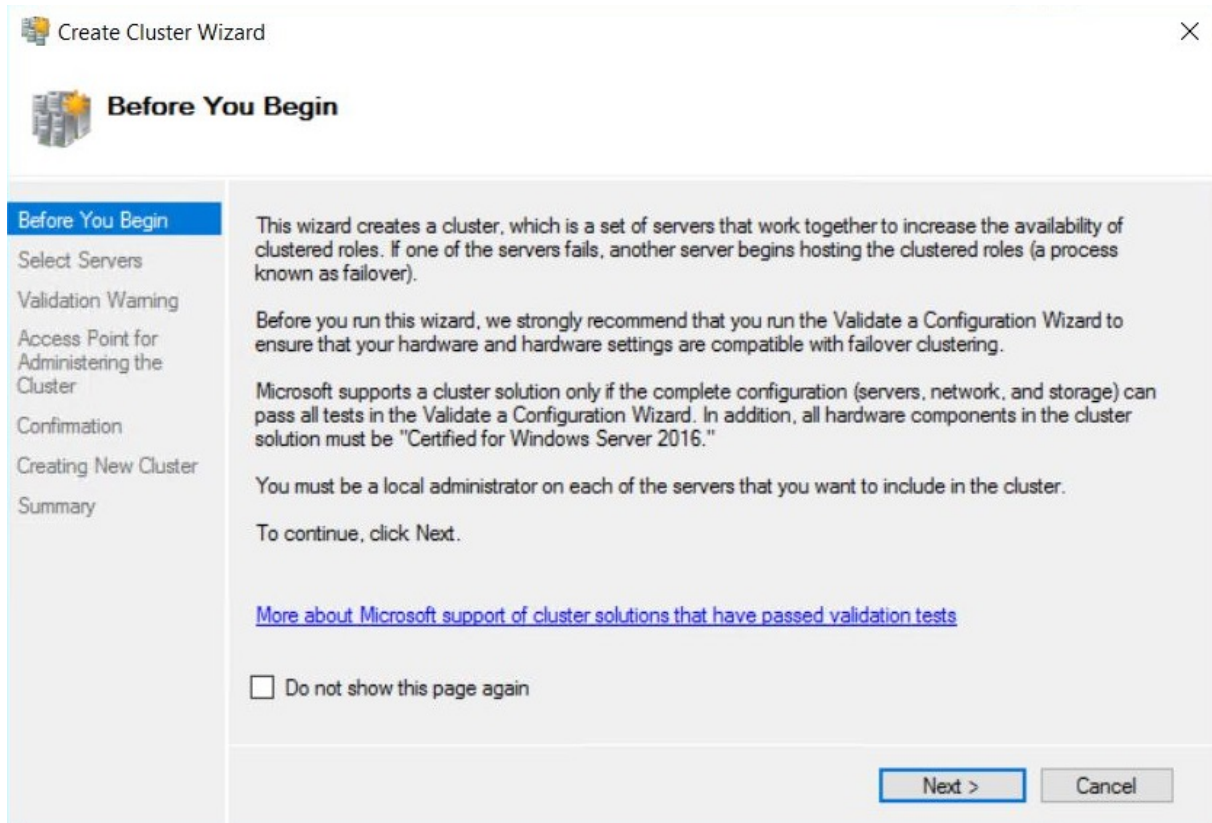 Create Cluster Wizard
Before You Begin
Before You Begin
Select Servers
Validation Warning
Access Point for
Administering the
Cluster
Confirmation
Creating New Cluster
Summary
This wizard creates a cluster, which is a set of servers that work together to increase the availability of
clustered roles. If one of the servers fails, another server begins hosting the clustered roles (a process
known as failover).
Before you run this wizard, we strongly recommend that you run the Validate a Configuration Wizard to
ensure that your hardware and hardware settings are compatible with failover clustering.
Microsoft supports a cluster solution only if the complete configuration (servers, network, and storage) can
pass all tests in the Validate a Configuration Wizard. In addition, all hardware components in the cluster
solution must be "Certified for Windows Server 2016."
You must be a local administrator on each of the servers that you want to include in the cluster.
To continue, click Next.
More about Microsoft support of cluster solutions that have passed validation tests
Do not show this page again
Next >
Cancel